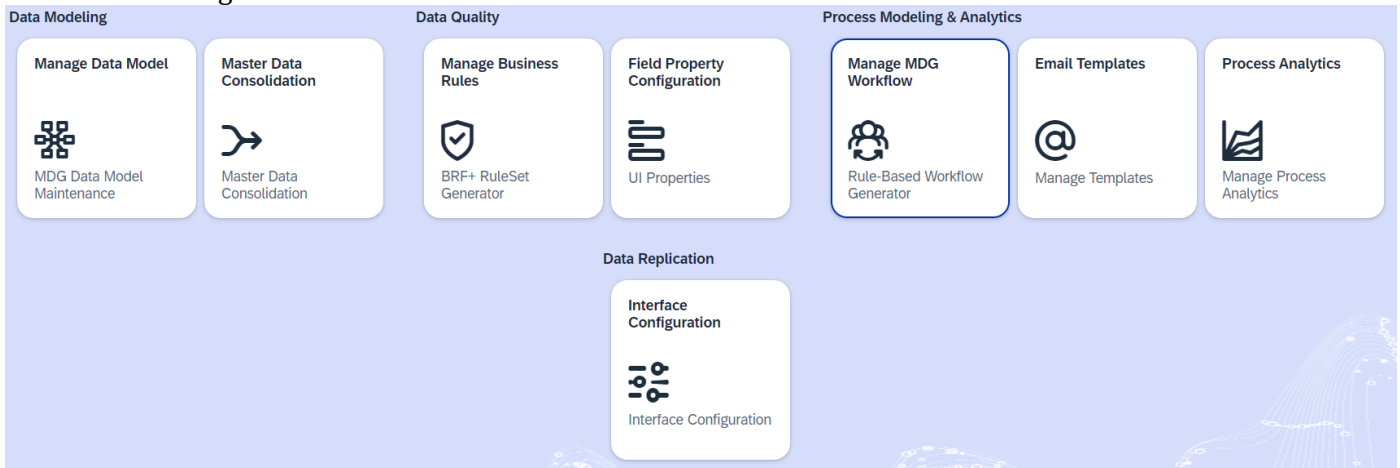 Data Modeling
Data Quality
Process Modeling & Analytics
Manage Data Model
MDG Data Model
Maintenance
Master Data
Consolidation
Master Data
Consolidation
Manage Business
Rules
BRF+ RuleSet
Generator
Field Property
Configuration
UI Properties
Manage MDG
Workflow
Rule-Based Workflow
Generator
Email Templates
Manage Templates
Process Analytics
Manage Process
Analytics
Data Replication
Interface
Configuration
Interface Configuration